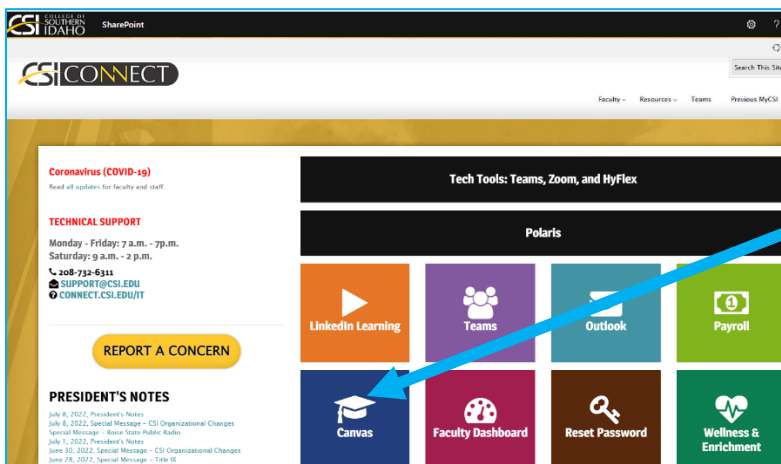 COLLEGE OF
SOUTHERN
CSI IDAHO
SharePoint
?
CSI CONNECT
Search This Site
Faculty
Resources
Teams
Previous MyCSI
Coronavirus (COVID-19)
Read all updates for faculty and staff.
TECHNICAL SUPPORT
Monday - Friday: 7 a.m. - 7p.m.
Saturday: 9 a.m. - 2 p.m.
208-732-6311
SUPPORT@CSI.EDU
CONNECT.CSI.EDU/IT
REPORT A CONCERN
PRESIDENT'S NOTES
July 8, 2022, President's Notes
July 8, 2022, Special Message – CSI Organizational Changes
Special Message – Boise State Public Radio
July 1, 2022, President's Notes
June 30, 2022, Special Message – CSI Organizational Changes
June 28, 2022, Special Message – Title IX
Tech Tools: Teams, Zoom, and HyFlex
Polaris
LinkedIn Learning
Teams
Outlook
1
Payroll
Canvas
Faculty Dashboard
Reset Password
Wellness &
Enrichment